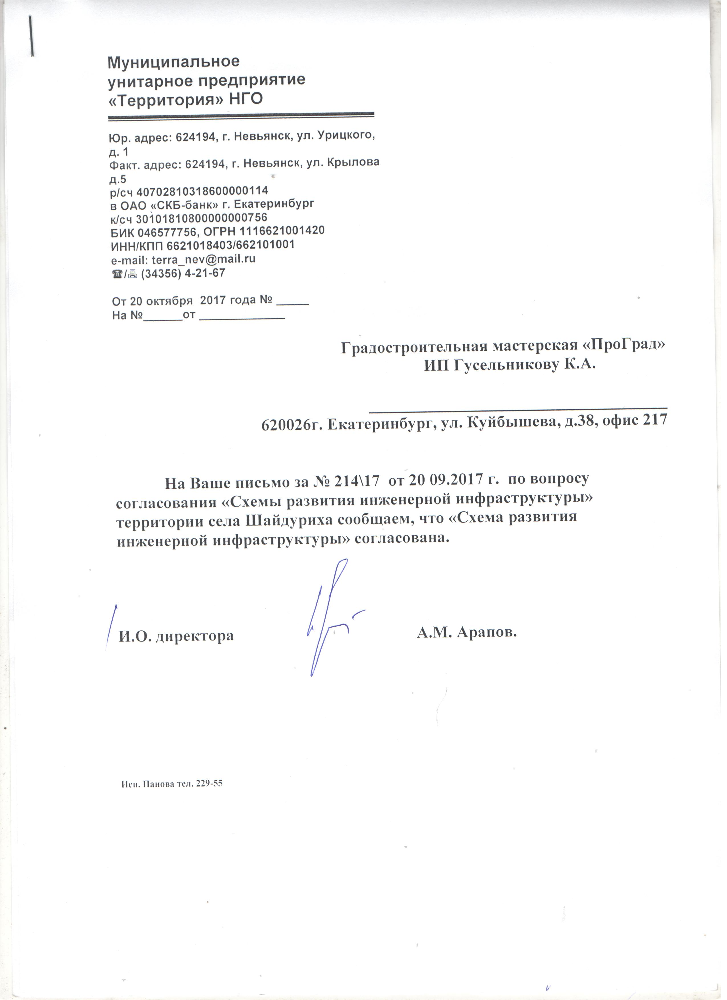 Муниципальное
унитарное предприятие
«Территория» НГО
Юр. адрес: 624194, г. Невьянск, ул. Урицкого,
д. 1
Факт. адрес: 624194, г. Невьянск, ул. Крылова
д.5
р/сч 40702810318600000114
в ОАО «СКБ-банк» г. Екатеринбург
к/сч 30101810800000000756
БИК 046577756, ОГРН 1116621001420
ИНН/КПП 6621018403/662101001
e-mail: terra_nev@mail.ru
☎/🖷 (34356) 4-21-67
От 20 октября 2017 года № _____
На №______от _____________
Градостроительная мастерская «ПроГрад»
ИП Гусельникову К.А.
620026г. Екатеринбург, ул. Куйбышева, д.38, офис 217
На Ваше письмо за № 214\17 от 20 09.2017 г. по вопросу
согласования «Схемы развития инженерной инфраструктуры»
территории села Шайдуриха сообщаем, что «Схема развития
инженерной инфраструктуры» согласована.
И.О. директора А.М. Арапов.
Исп. Панова тел. 229-55